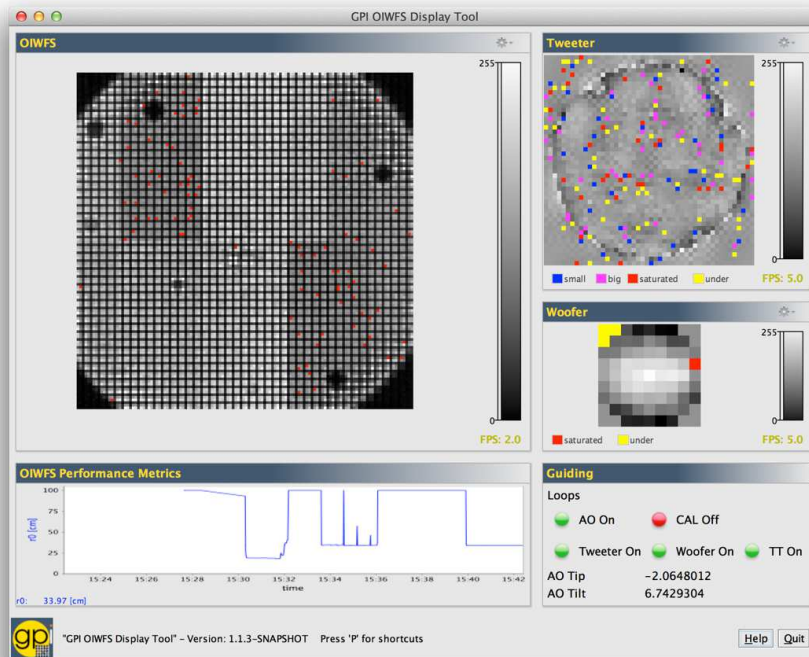 GPI OIWFS Display Tool
OIWFS
255
0
FPS: 2.0
Tweeter
255
0
small big saturated under FPS: 5.0
Woofer
255
0
saturated under FPS: 5.0
OIWFS Performance Metrics
r0 [cm]
100
75
50
25
0
15:24 15:26 15:28 15:30 15:32 15:34 15:36 15:38 15:40 15:42
time
r0: 33.97 [cm]
Guiding
Loops
AO On CAL Off
Tweeter On Woofer On TT On
AO Tip -2.0648012
AO Tilt 6.7429304
gpi "GPI OIWFS Display Tool" - Version: 1.1.3-SNAPSHOT Press 'P' for shortcuts Help Quit